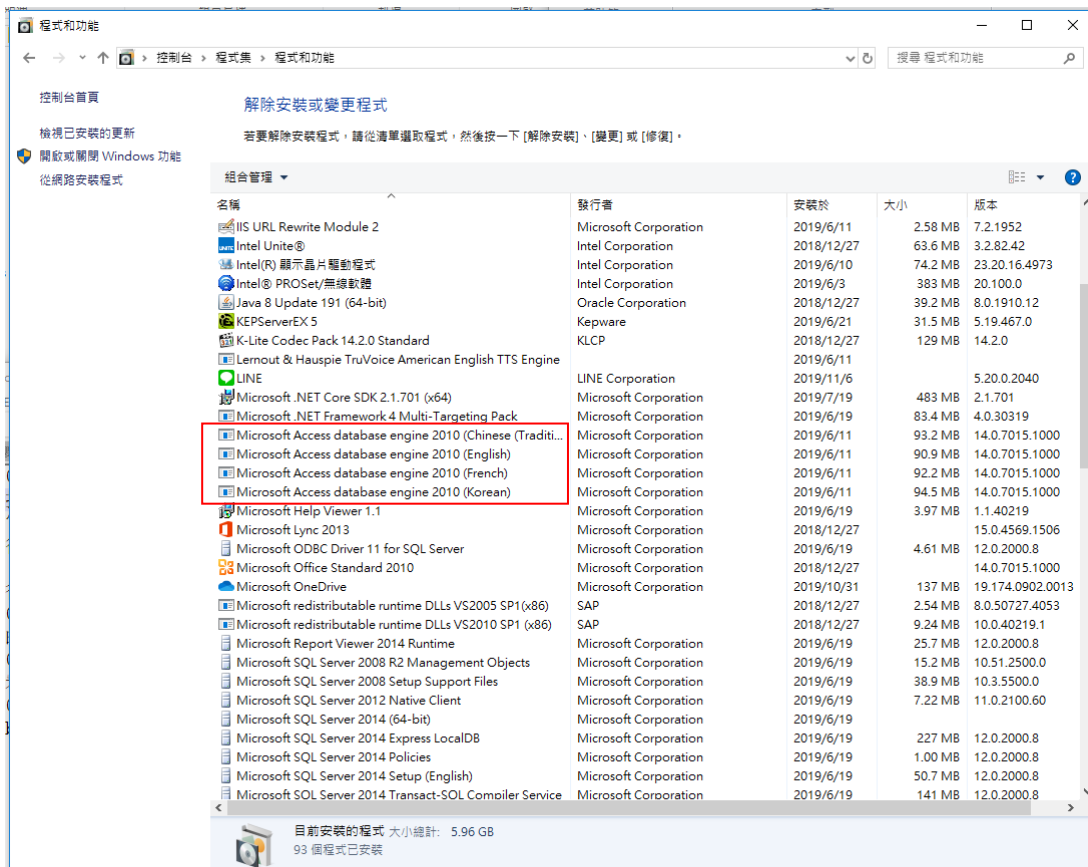 程式和功能
控制台 › 程式集 › 程式和功能
搜尋 程式和功能
控制台首頁
檢視已安裝的更新
開啟或關閉 Windows 功能
從網路安裝程式
解除安裝或變更程式
若要解除安裝程式，請從清單選取程式，然後按一下 [解除安裝]、[變更] 或 [修復]。
組合管理
名稱 發行者 安裝於 大小 版本
IIS URL Rewrite Module 2 Microsoft Corporation 2019/6/11 2.58 MB 7.2.1952
Intel Unite® Intel Corporation 2018/12/27 63.6 MB 3.2.82.42
Intel(R) 顯示晶片驅動程式 Intel Corporation 2019/6/10 74.2 MB 23.20.16.4973
Intel® PROSet/無線軟體 Intel Corporation 2019/6/3 383 MB 20.100.0
Java 8 Update 191 (64-bit) Oracle Corporation 2018/12/27 39.2 MB 8.0.1910.12
KEPServerEX 5 Kepware 2019/6/21 31.5 MB 5.19.467.0
K-Lite Codec Pack 14.2.0 Standard KLCP 2018/12/27 129 MB 14.2.0
Lernout & Hauspie TruVoice American English TTS Engine 2019/6/11
LINE LINE Corporation 2019/11/6 5.20.0.2040
Microsoft .NET Core SDK 2.1.701 (x64) Microsoft Corporation 2019/7/19 483 MB 2.1.701
Microsoft .NET Framework 4 Multi-Targeting Pack Microsoft Corporation 2019/6/19 83.4 MB 4.0.30319
Microsoft Access database engine 2010 (Chinese (Traditi... Microsoft Corporation 2019/6/11 93.2 MB 14.0.7015.1000
Microsoft Access database engine 2010 (English) Microsoft Corporation 2019/6/11 90.9 MB 14.0.7015.1000
Microsoft Access database engine 2010 (French) Microsoft Corporation 2019/6/11 92.2 MB 14.0.7015.1000
Microsoft Access database engine 2010 (Korean) Microsoft Corporation 2019/6/11 94.5 MB 14.0.7015.1000
Microsoft Help Viewer 1.1 Microsoft Corporation 2019/6/19 3.97 MB 1.1.40219
Microsoft Lync 2013 Microsoft Corporation 2018/12/27 15.0.4569.1506
Microsoft ODBC Driver 11 for SQL Server Microsoft Corporation 2019/6/19 4.61 MB 12.0.2000.8
Microsoft Office Standard 2010 Microsoft Corporation 2018/12/27 14.0.7015.1000
Microsoft OneDrive Microsoft Corporation 2019/10/31 137 MB 19.174.0902.0013
Microsoft redistributable runtime DLLs VS2005 SP1(x86) SAP 2018/12/27 2.54 MB 8.0.50727.4053
Microsoft redistributable runtime DLLs VS2010 SP1 (x86) SAP 2018/12/27 9.24 MB 10.0.40219.1
Microsoft Report Viewer 2014 Runtime Microsoft Corporation 2019/6/19 25.7 MB 12.0.2000.8
Microsoft SQL Server 2008 R2 Management Objects Microsoft Corporation 2019/6/19 15.2 MB 10.51.2500.0
Microsoft SQL Server 2008 Setup Support Files Microsoft Corporation 2019/6/19 38.9 MB 10.3.5500.0
Microsoft SQL Server 2012 Native Client Microsoft Corporation 2019/6/19 7.22 MB 11.0.2100.60
Microsoft SQL Server 2014 (64-bit) Microsoft Corporation 2019/6/19
Microsoft SQL Server 2014 Express LocalDB Microsoft Corporation 2019/6/19 227 MB 12.0.2000.8
Microsoft SQL Server 2014 Policies Microsoft Corporation 2019/6/19 1.00 MB 12.0.2000.8
Microsoft SQL Server 2014 Setup (English) Microsoft Corporation 2019/6/19 50.7 MB 12.0.2000.8
Microsoft SQL Server 2014 Transact-SQL Compiler Service Microsoft Corporation 2019/6/19 141 MB 12.0.2000.8
目前安裝的程式 大小總計: 5.96 GB
93 個程式已安裝